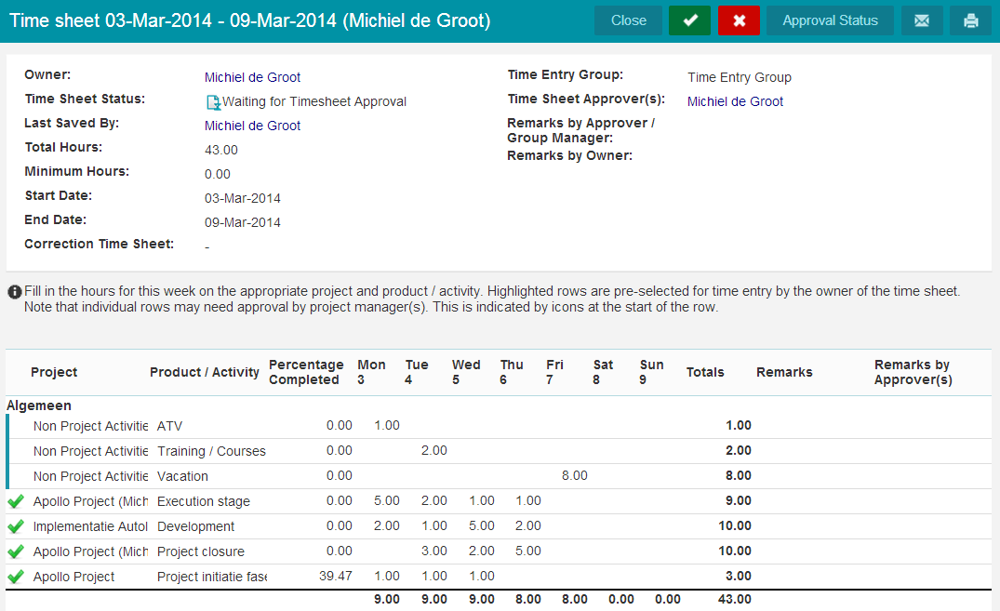 Time sheet 03-Mar-2014 - 09-Mar-2014 (Michiel de Groot) Close Approval Status
Owner: Michiel de Groot Time Entry Group: Time Entry Group
Time Sheet Status: Waiting for Timesheet Approval Time Sheet Approver(s): Michiel de Groot
Last Saved By: Michiel de Groot Remarks by Approver /
Group Manager:
Total Hours: 43.00 Remarks by Owner:
Minimum Hours: 0.00
Start Date: 03-Mar-2014
End Date: 09-Mar-2014
Correction Time Sheet: -
Fill in the hours for this week on the appropriate project and product / activity. Highlighted rows are pre-selected for time entry by the owner of the time sheet.
Note that individual rows may need approval by project manager(s). This is indicated by icons at the start of the row.
Project Product / Activity Percentage Completed Mon 3 Tue 4 Wed 5 Thu 6 Fri 7 Sat 8 Sun 9 Totals Remarks Remarks by Approver(s)
Algemeen
Non Project Activitie ATV 0.00 1.00 1.00
Non Project Activitie Training / Courses 0.00 2.00 2.00
Non Project Activitie Vacation 0.00 8.00 8.00
Apollo Project (Mich Execution stage 0.00 5.00 2.00 1.00 1.00 9.00
Implementatie Autol Development 0.00 2.00 1.00 5.00 2.00 10.00
Apollo Project (Mich Project closure 0.00 3.00 2.00 5.00 10.00
Apollo Project Project initiatie fase 39.47 1.00 1.00 1.00 3.00
9.00 9.00 9.00 8.00 8.00 0.00 0.00 43.00